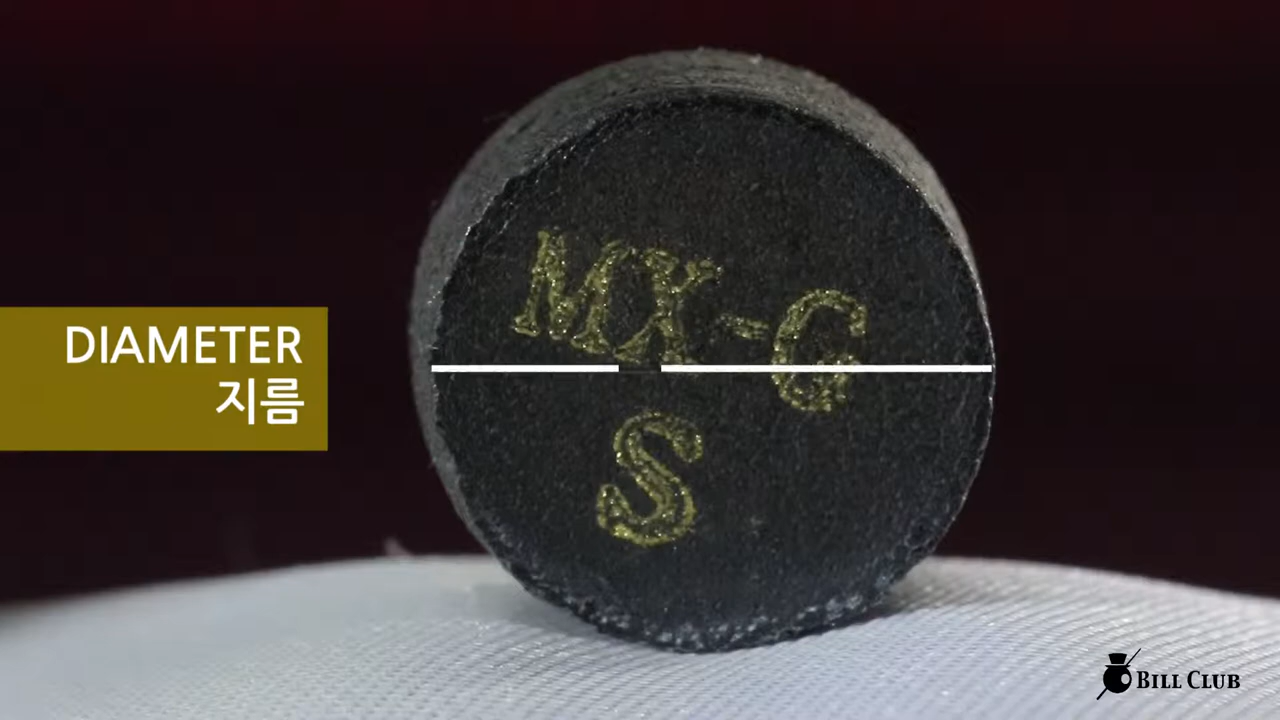 MX-G
S
DIAMETER
지름
BILL CLUB